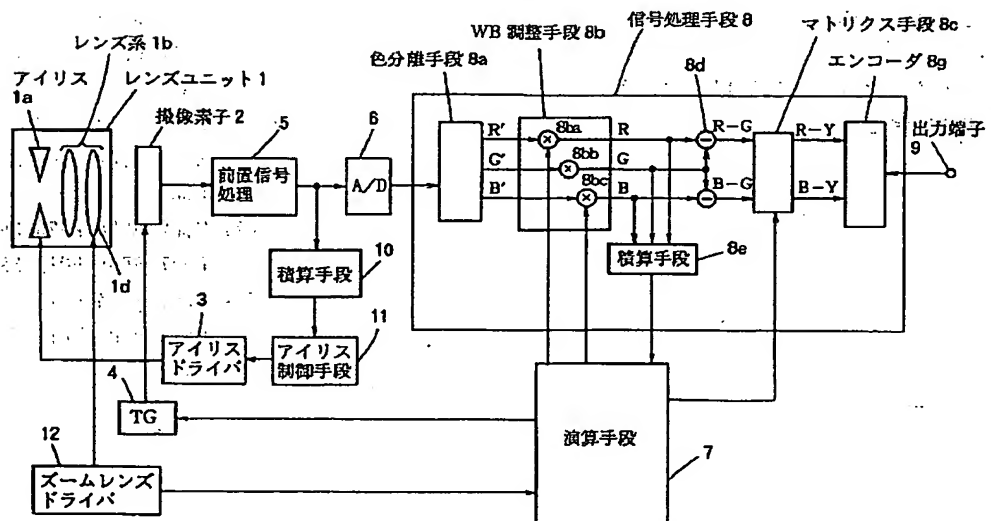 レンズ系 1b
アイリス
1a
レンズユニット 1
撮像素子 2
5
前置信号
処理
6
A/D
WB 調整手段 8b
信号処理手段 8
マトリクス手段 8c
色分離手段 8a
8d
エンコーダ 8g
出力端子
9
R'
G'
B'
8ba
8bb
8bc
R
G
B
R-G
B-G
R-Y
B-Y
積算手段
8e
1d
10
積算手段
11
アイリス
制御手段
3
アイリス
ドライバ
4
TG
12
ズームレンズ
ドライバ
演算手段
7